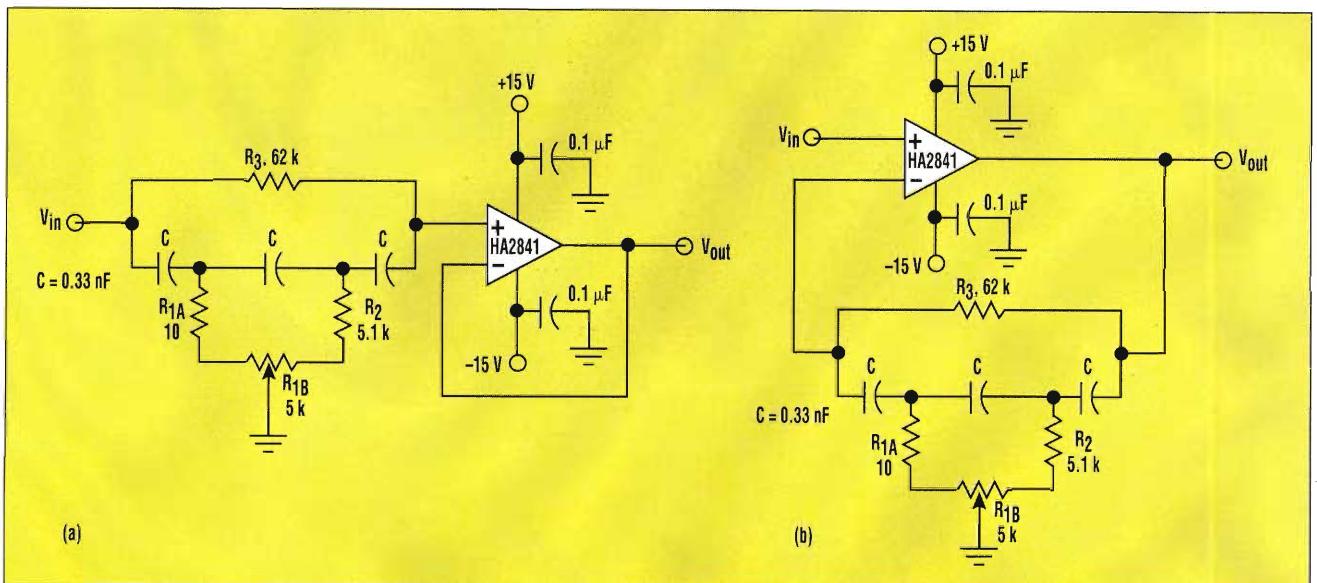 +15 V
0.1 µF
R3, 62 k
Vin
+
HA2841
−
Vout
C
C
C
C = 0.33 nF
0.1 µF
R1A
10
R2
5.1 k
−15 V
R1B
5 k
(a)
+15 V
0.1 µF
Vin
+
HA2841
−
Vout
0.1 µF
−15 V
R3, 62 k
C
C
C
C = 0.33 nF
R1A
10
R2
5.1 k
R1B
5 k
(b)